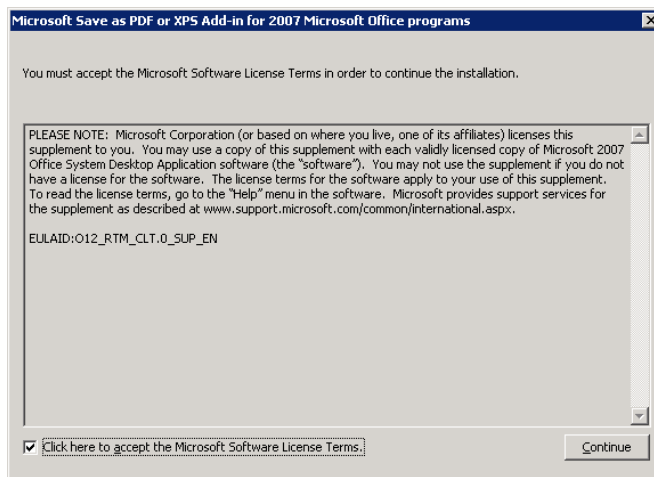 Microsoft Save as PDF or XPS Add-in for 2007 Microsoft Office programs
You must accept the Microsoft Software License Terms in order to continue the installation.
PLEASE NOTE:  Microsoft Corporation (or based on where you live, one of its affiliates) licenses this
supplement to you.  You may use a copy of this supplement with each validly licensed copy of Microsoft 2007
Office System Desktop Application software (the “software”).  You may not use the supplement if you do not
have a license for the software.  The license terms for the software apply to your use of this supplement.
To read the license terms, go to the “Help” menu in the software.  Microsoft provides support services for
the supplement as described at www.support.microsoft.com/common/international.aspx.
EULAID:O12_RTM_CLT.0_SUP_EN
Click here to accept the Microsoft Software License Terms.
Continue